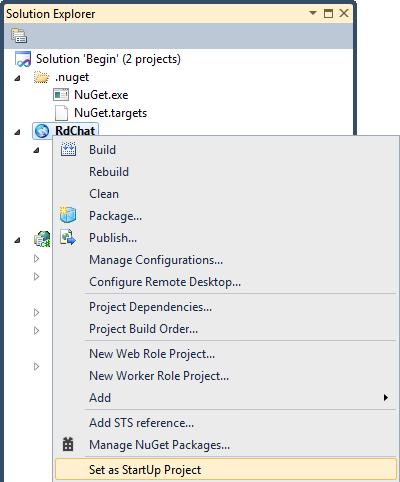 Solution Explorer
Solution 'Begin' (2 projects)
.nuget
NuGet.exe
NuGet.targets
RdChat
Build
Rebuild
Clean
Package...
Publish...
Manage Configurations...
Configure Remote Desktop...
Project Dependencies...
Project Build Order...
New Web Role Project...
New Worker Role Project...
Add
Add STS reference...
Manage NuGet Packages...
Set as StartUp Project